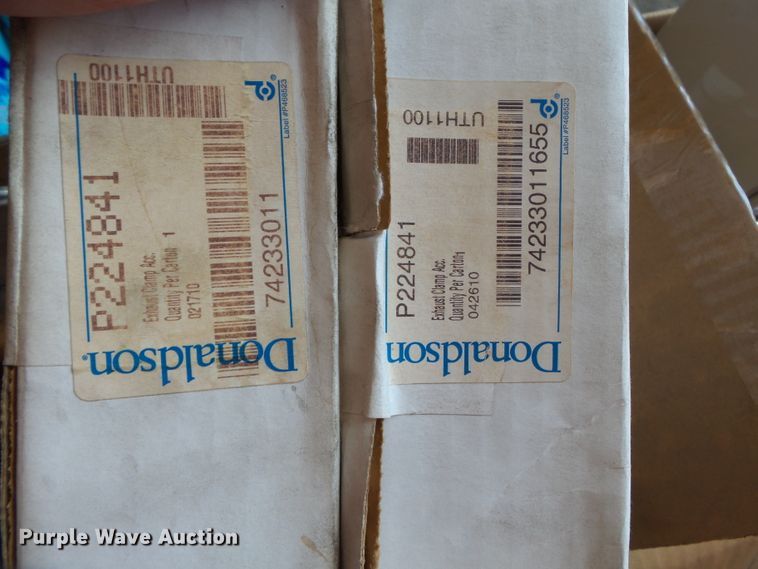 P224841
Exhaust Clamp Acc.
Quantity Per Carton 1
021710
74233011
UTH1100
Label #P468523
Donaldson®
P224841
Exhaust Clamp Acc.
Quantity Per Carton 1
042610
74233011655
UTH1100
Label #P468523
Donaldson
Purple Wave Auction